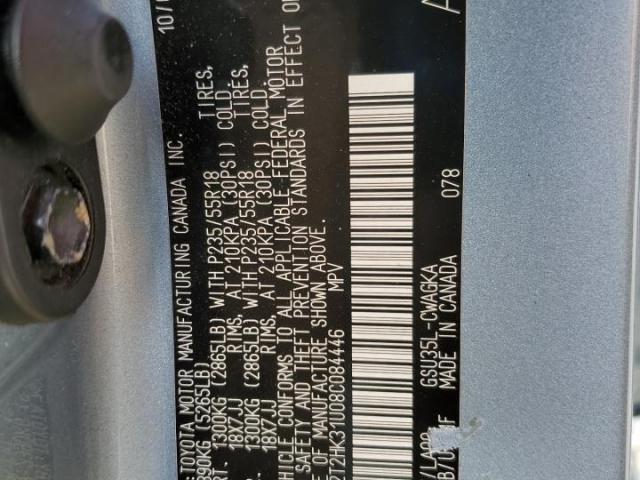 10/
TOYOTA MOTOR MANUFACTURING CANADA INC.
390KG (5265LB)
RT. 1300KG (2865LB) WITH P235/55R18 TIRES,
18X7JJ RIMS, AT 210KPA (30PSI) COLD.
1300KG (2865LB) WITH P235/55R18 TIRES,
18X7JJ RIMS, AT 210KPA (30PSI) COLD.
VEHICLE CONFORMS TO ALL APPLICABLE FEDERAL MOTOR
SAFETY AND THEFT PREVENTION STANDARDS IN EFFECT
OF MANUFACTURE SHOWN ABOVE.
2T2HK31U08C084446 MPV
GSU35L-CWAGKA 078
MADE IN CANADA